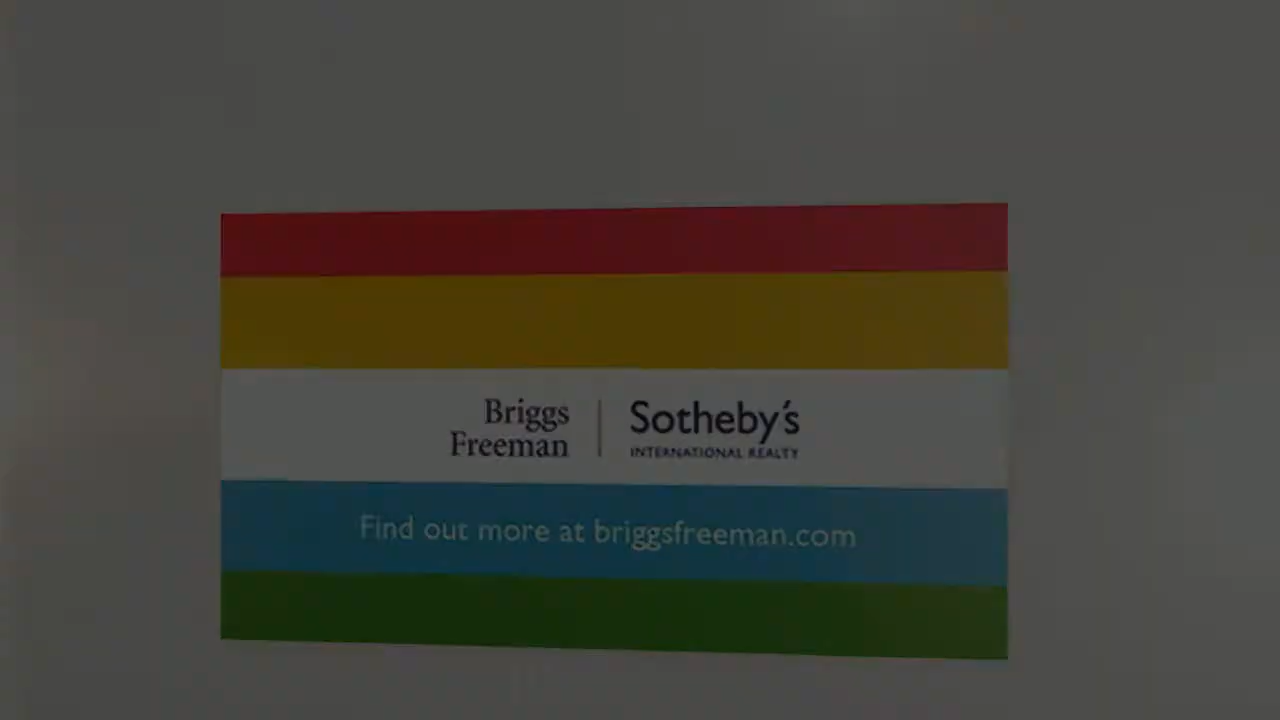 Briggs
Freeman
Sotheby's
INTERNATIONAL REALTY
Find out more at briggsfreeman.com